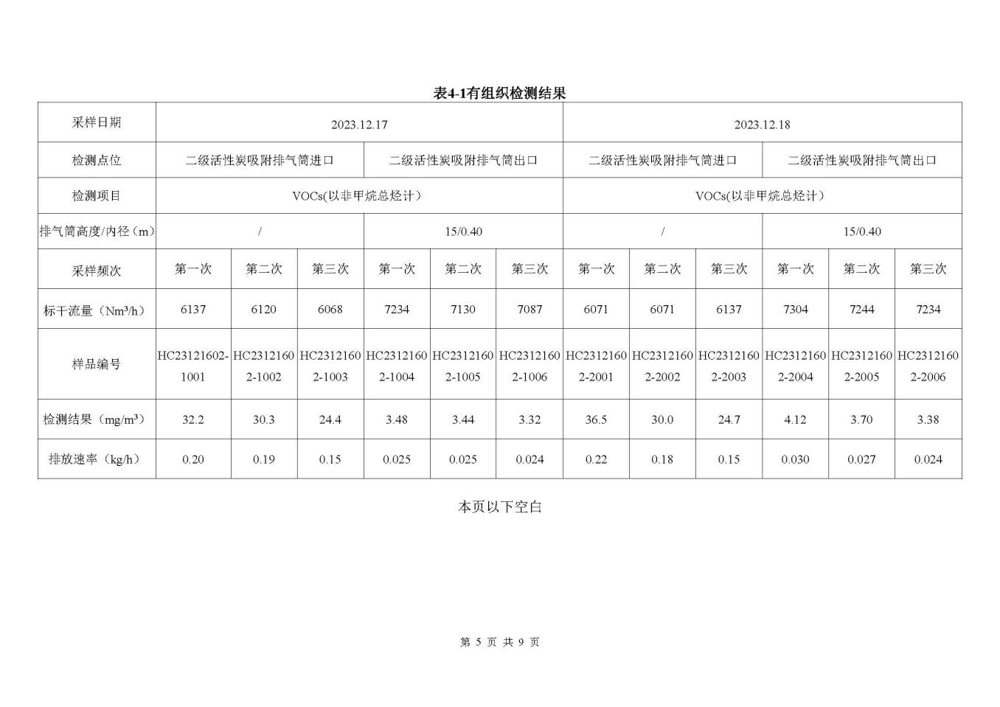 表4-1有组织检测结果
采样日期 2023.12.17 2023.12.18
检测点位 二级活性炭吸附排气筒进口 二级活性炭吸附排气筒出口 二级活性炭吸附排气筒进口 二级活性炭吸附排气筒出口
检测项目 VOCs(以非甲烷总烃计） VOCs(以非甲烷总烃计）
排气筒高度/内径（m） / 15/0.40 / 15/0.40
采样频次 第一次 第二次 第三次 第一次 第二次 第三次 第一次 第二次 第三次 第一次 第二次 第三次
标干流量（Nm³/h） 6137 6120 6068 7234 7130 7087 6071 6071 6137 7304 7244 7234
样品编号 HC23121602-1001 HC23121602-1002 HC23121602-1003 HC23121602-1004 HC23121602-1005 HC23121602-1006 HC23121602-2001 HC23121602-2002 HC23121602-2003 HC23121602-2004 HC23121602-2005 HC23121602-2006
检测结果（mg/m³） 32.2 30.3 24.4 3.48 3.44 3.32 36.5 30.0 24.7 4.12 3.70 3.38
排放速率（kg/h） 0.20 0.19 0.15 0.025 0.025 0.024 0.22 0.18 0.15 0.030 0.027 0.024
本页以下空白
第 5 页 共 9 页